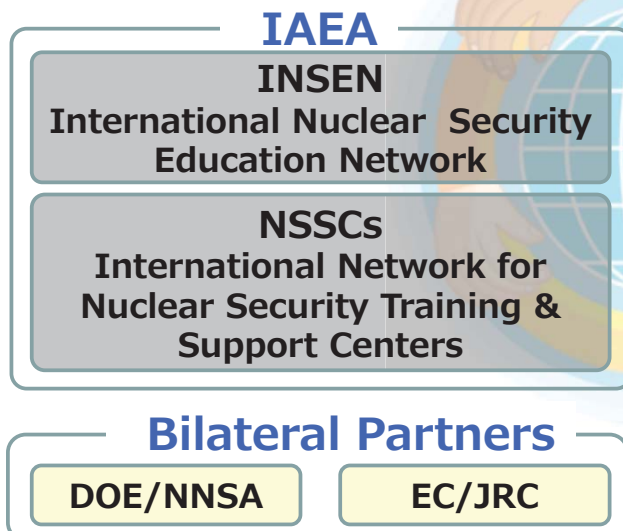 IAEA
INSEN
International Nuclear Security
Education Network
NSSCs
International Network for
Nuclear Security Training &
Support Centers
Bilateral Partners
DOE/NNSA
EC/JRC